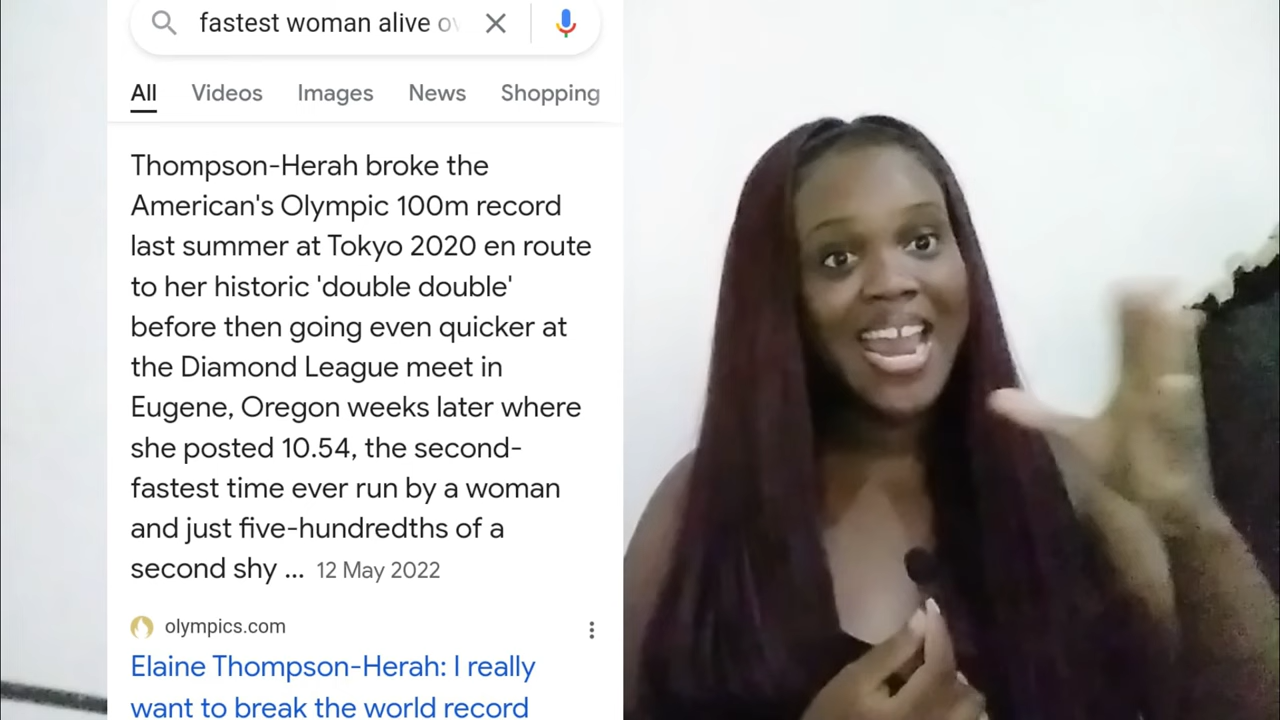 fastest woman alive
All Videos Images News Shopping
Thompson-Herah broke the
American's Olympic 100m record
last summer at Tokyo 2020 en route
to her historic 'double double'
before then going even quicker at
the Diamond League meet in
Eugene, Oregon weeks later where
she posted 10.54, the second-
fastest time ever run by a woman
and just five-hundredths of a
second shy ... 12 May 2022
olympics.com
Elaine Thompson-Herah: I really
want to break the world record